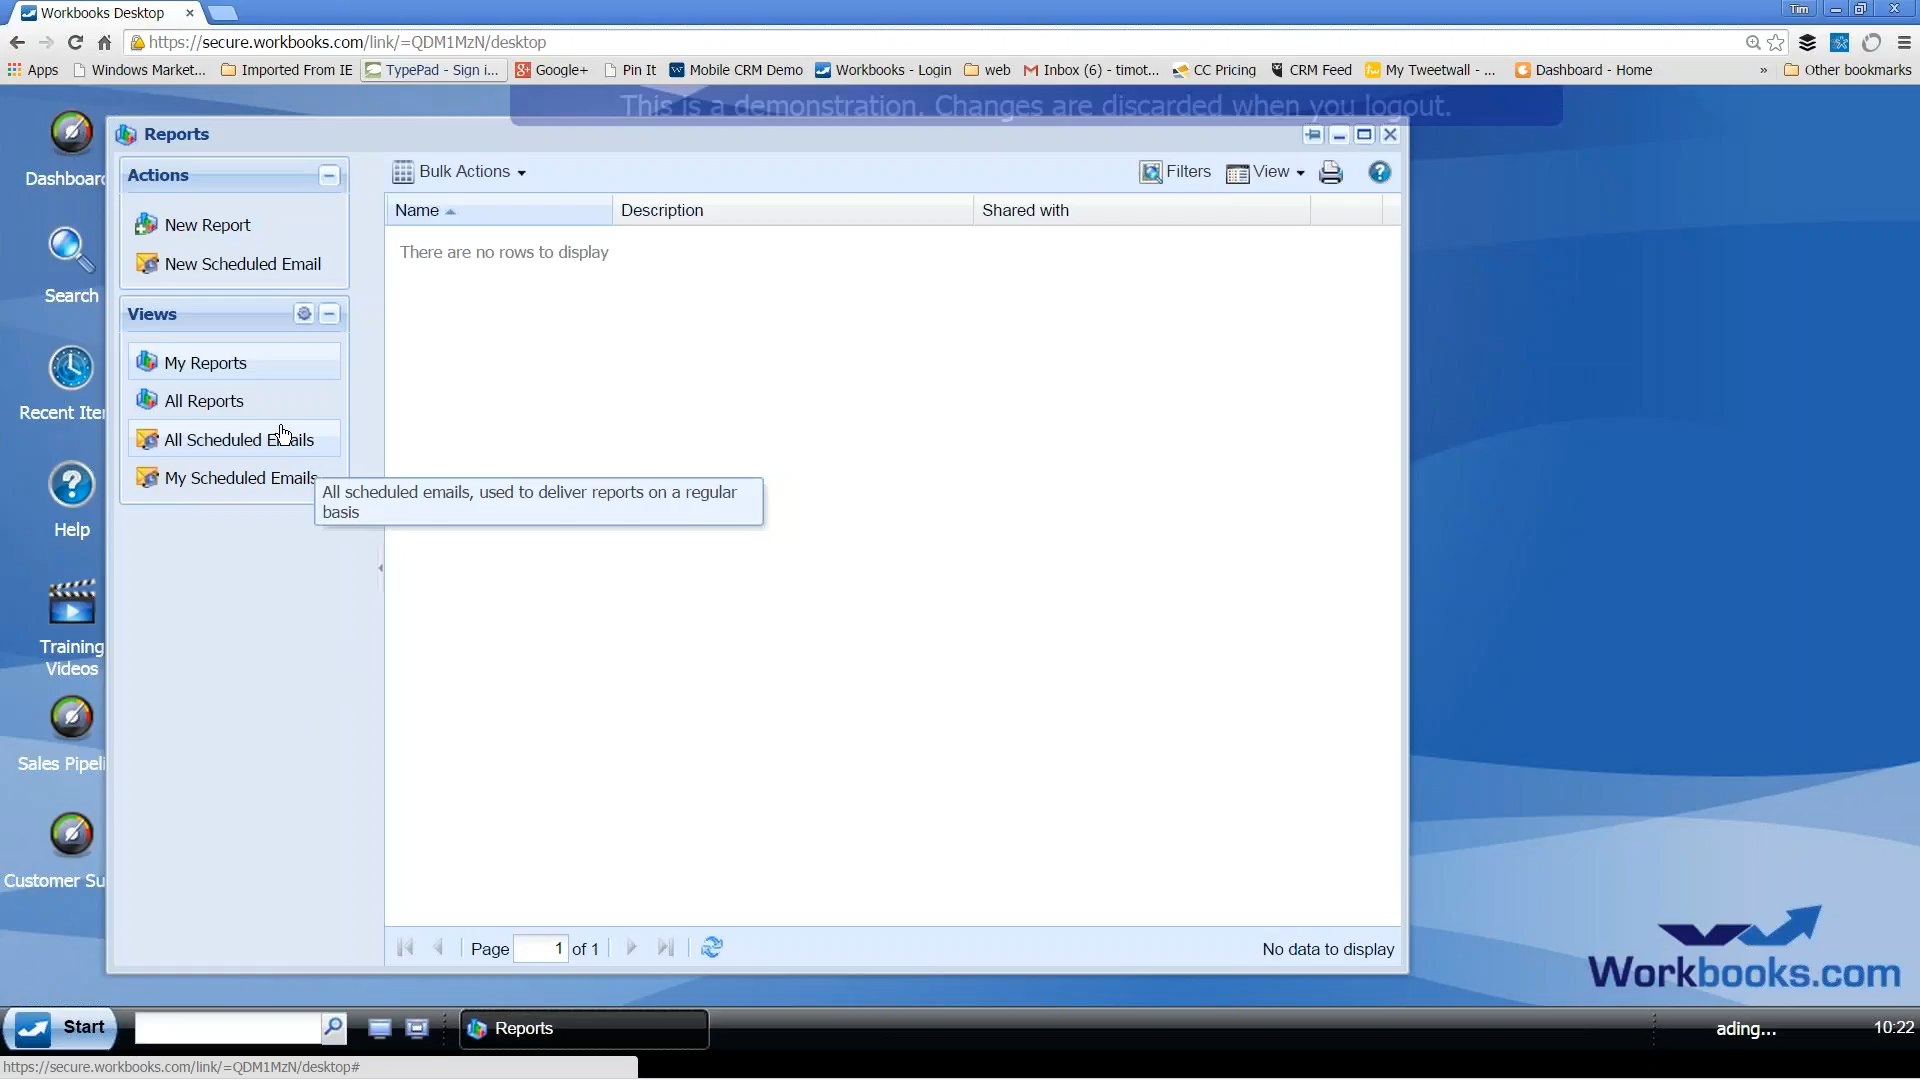 Workbooks Desktop
Tim
https://secure.workbooks.com/link/=QDM1MzN/desktop
Apps
Windows Market...
Imported From IE
TypePad - Sign i...
Google+
Pin It
Mobile CRM Demo
Workbooks - Login
web
Inbox (6) - timot...
CC Pricing
CRM Feed
My Tweetwall - ...
Dashboard - Home
»
Other bookmarks
This is a demonstration. Changes are discarded when you logout.
Reports
Actions
New Report
New Scheduled Email
Views
My Reports
All Reports
All Scheduled Emails
My Scheduled Emails
Bulk Actions
Filters
View
Name
Description
Shared with
There are no rows to display
All scheduled emails, used to deliver reports on a regular
basis
Page 1 of 1
No data to display
Dashboard
Search
Recent Iter
Help
Training
Videos
Sales Pipeli
Customer Su
Workbooks.com
Start
Reports
ading...
10:22
https://secure.workbooks.com/link/=QDM1MzN/desktop#